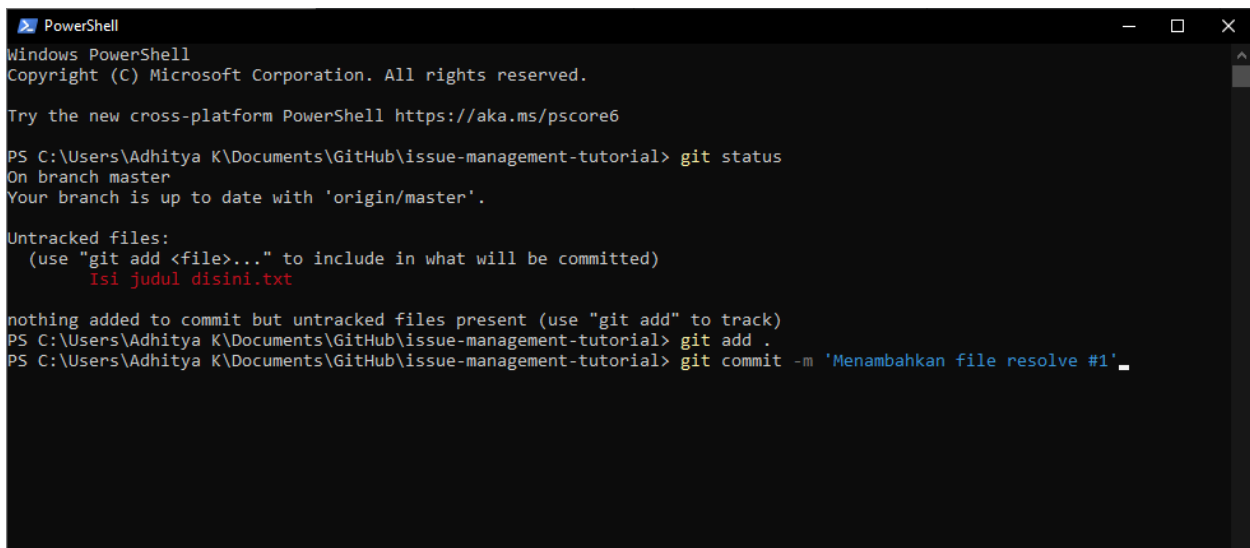 PowerShell
Windows PowerShell
Copyright (C) Microsoft Corporation. All rights reserved.
Try the new cross-platform PowerShell https://aka.ms/pscore6
PS C:\Users\Adhitya K\Documents\GitHub\issue-management-tutorial> git status
On branch master
Your branch is up to date with 'origin/master'.
Untracked files:
  (use "git add <file>..." to include in what will be committed)
        Isi judul disini.txt
nothing added to commit but untracked files present (use "git add" to track)
PS C:\Users\Adhitya K\Documents\GitHub\issue-management-tutorial> git add .
PS C:\Users\Adhitya K\Documents\GitHub\issue-management-tutorial> git commit -m 'Menambahkan file resolve #1'